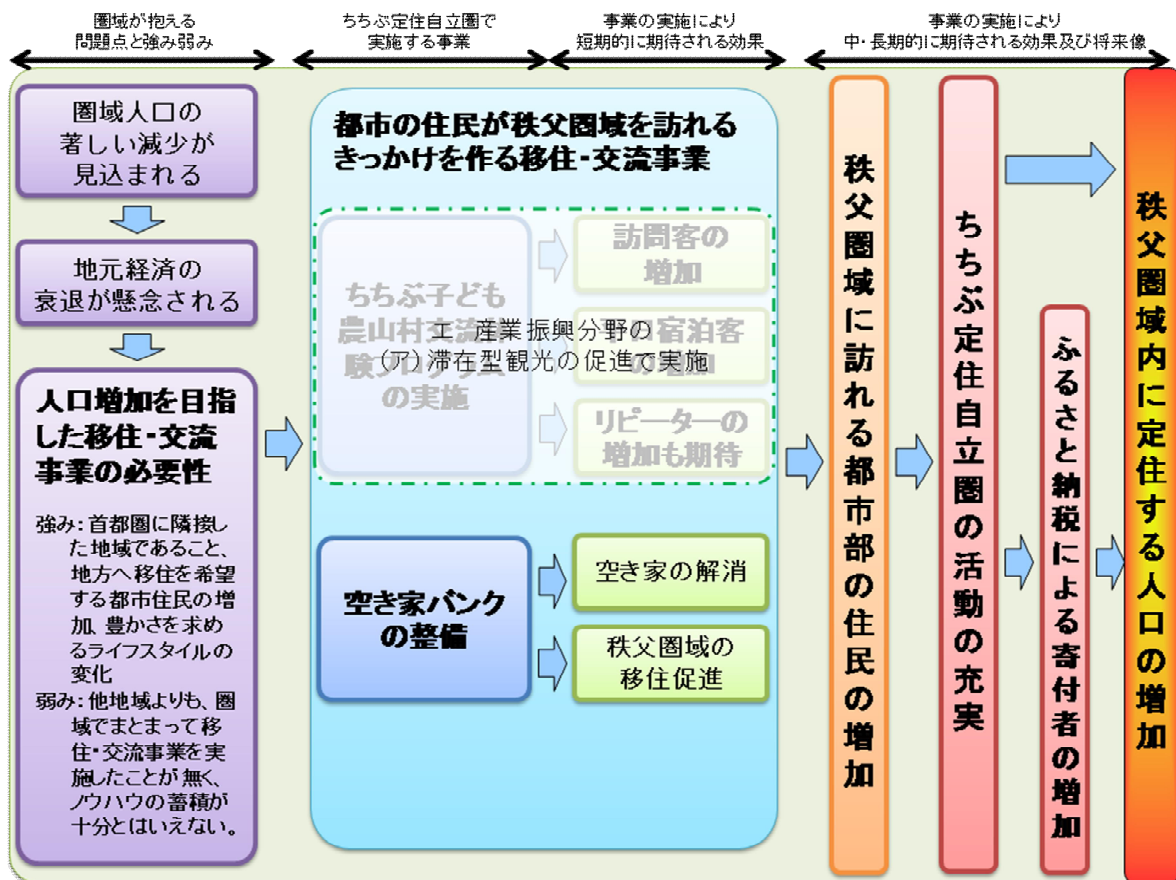 圏域が抱える
問題点と強み弱み
ちちぶ定住自立圏で
実施する事業
事業の実施により
短期的に期待される効果
事業の実施により
中・長期的に期待される効果及び将来像
圏域人口の
著しい減少が
見込まれる
地元経済の
衰退が懸念される
人口増加を目指
した移住・交流
事業の必要性
強み：首都圏に隣接し
た地域であること、
地方へ移住を希望
する都市住民の増
加、豊かさを求め
るライフスタイルの
変化
弱み：他地域よりも、圏
域でまとまって移
住・交流事業を実
施したことが無く、
ノウハウの蓄積が
十分とはいえない。
都市の住民が秩父圏域を訪れる
きっかけを作る移住・交流事業
ちちぶ子ども
農山村交流
の実施
訪問客の
増加
宿泊客
の増加
リピーターの
増加も期待
エ 産業振興分野の
（ア）滞在型観光の促進で実施
空き家バンク
の整備
空き家の解消
秩父圏域の
移住促進
秩父圏域に訪れる都市部の住民の増加
ちちぶ定住自立圏の活動の充実
ふるさと納税による寄付者の増加
秩父圏域内に定住する人口の増加